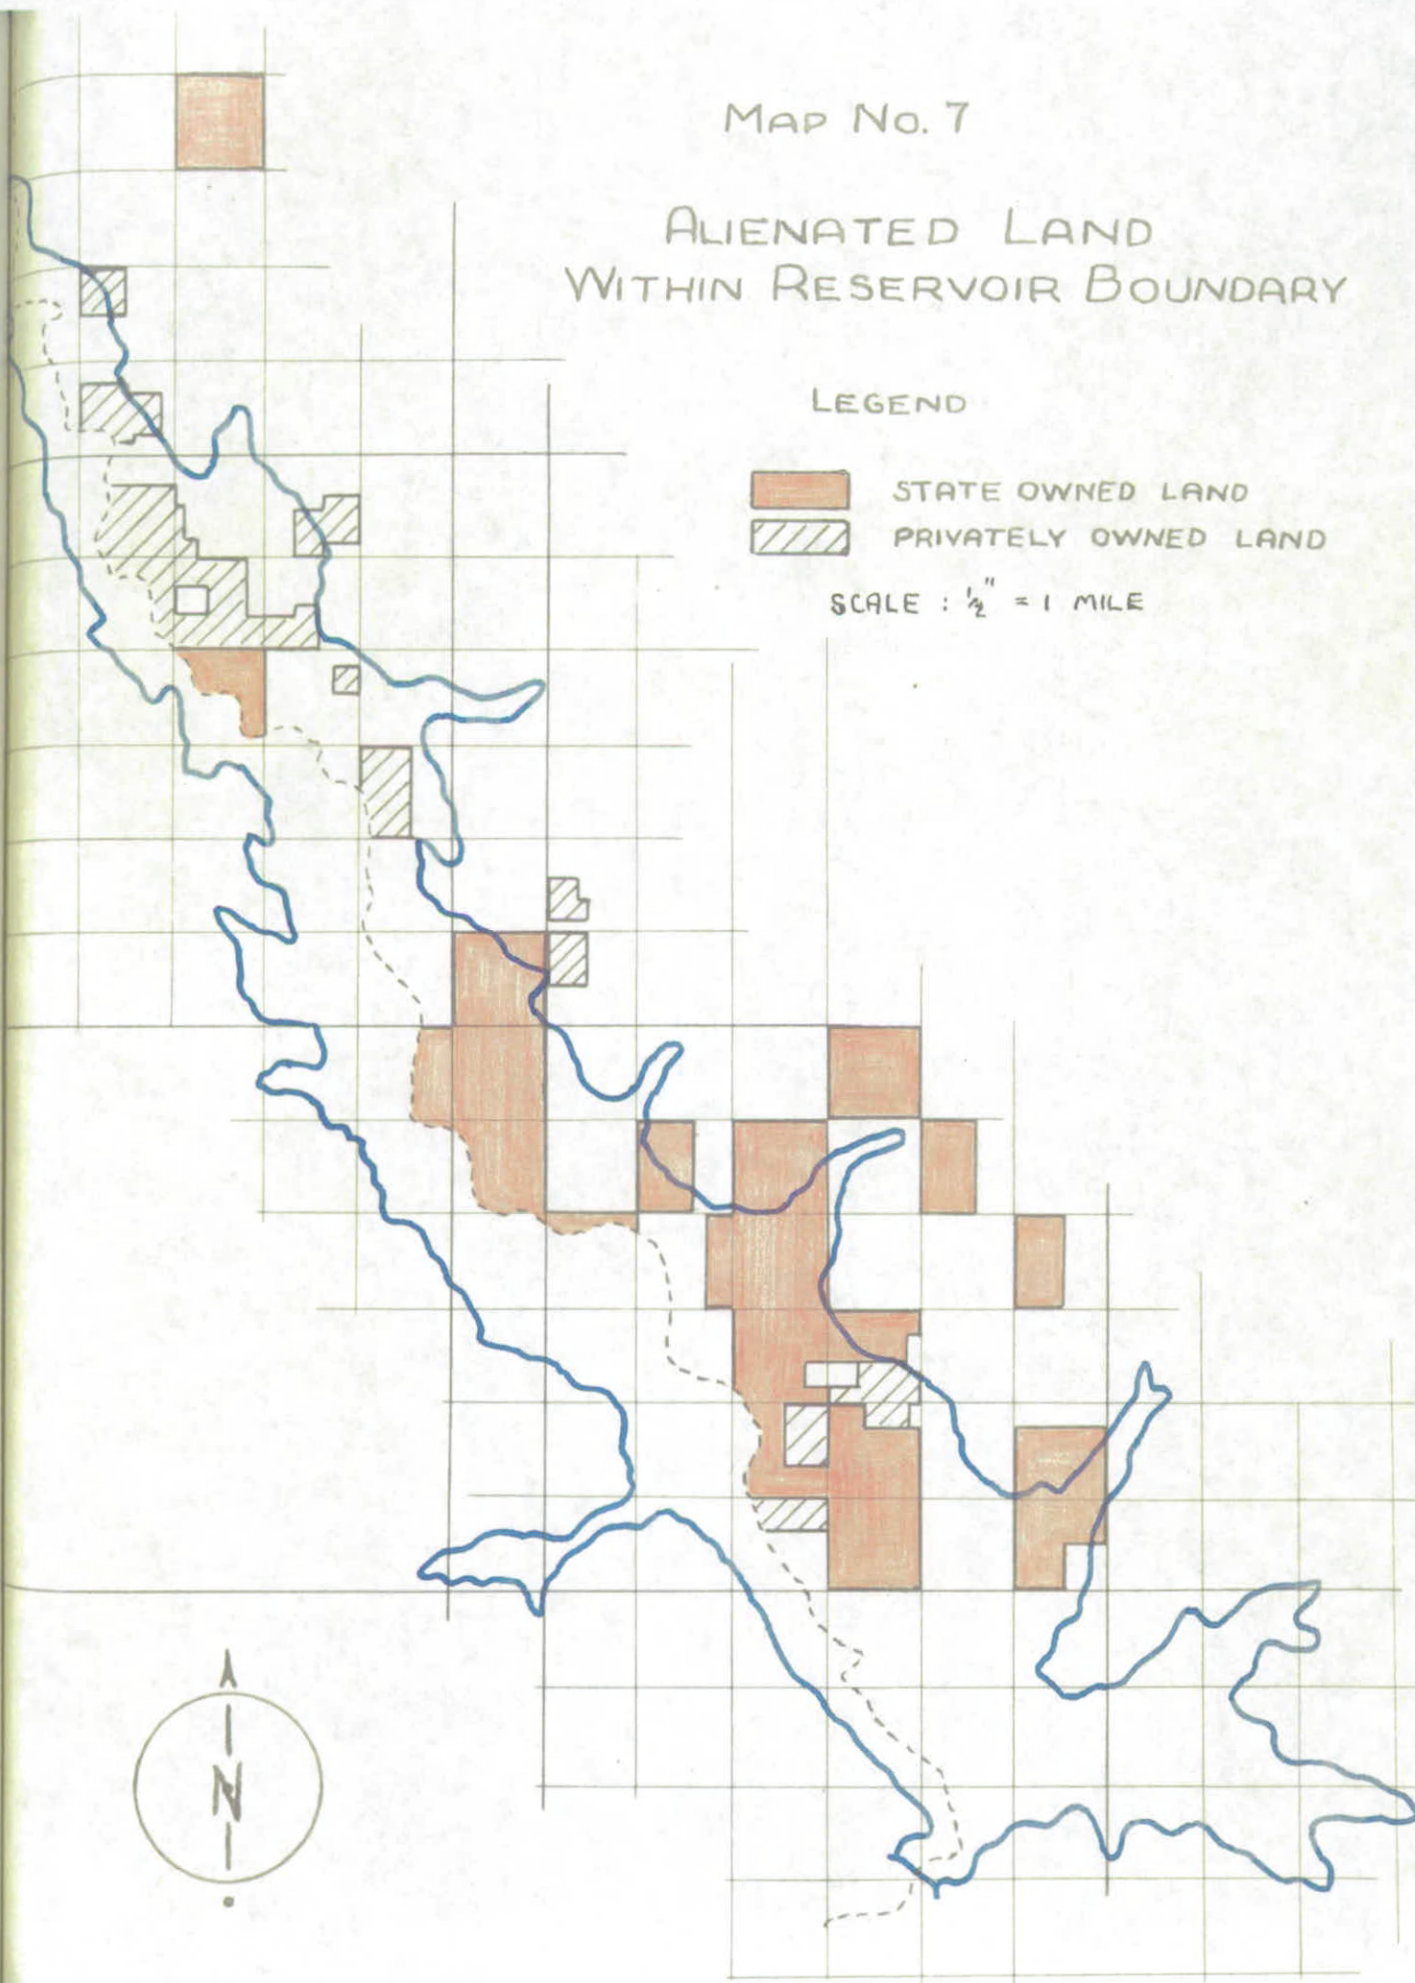 MAP NO. 7
ALIENATED LAND
WITHIN RESERVOIR BOUNDARY
LEGEND
STATE OWNED LAND
PRIVATELY OWNED LAND
SCALE : 1/2" = 1 MILE
N